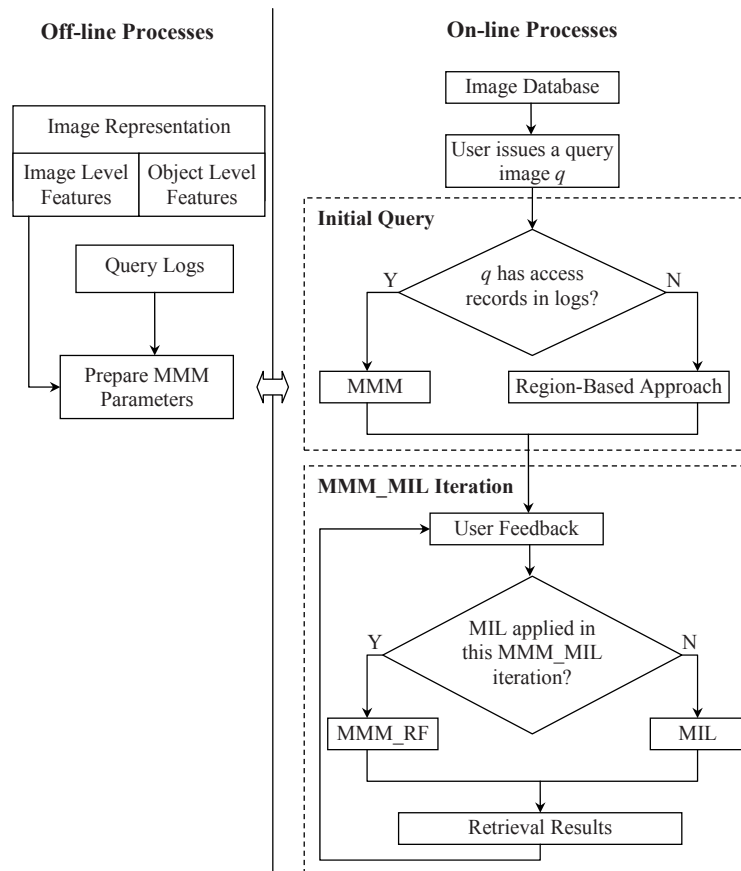 Off-line Processes
Image Representation
Image Level
Features
Object Level
Features
Query Logs
Prepare MMM
Parameters
On-line Processes
Image Database
User issues a query
image q
Initial Query
q has access
records in logs?
Y
N
MMM
Region-Based Approach
MMM_MIL Iteration
User Feedback
MIL applied in
this MMM_MIL
iteration?
Y
N
MMM_RF
MIL
Retrieval Results